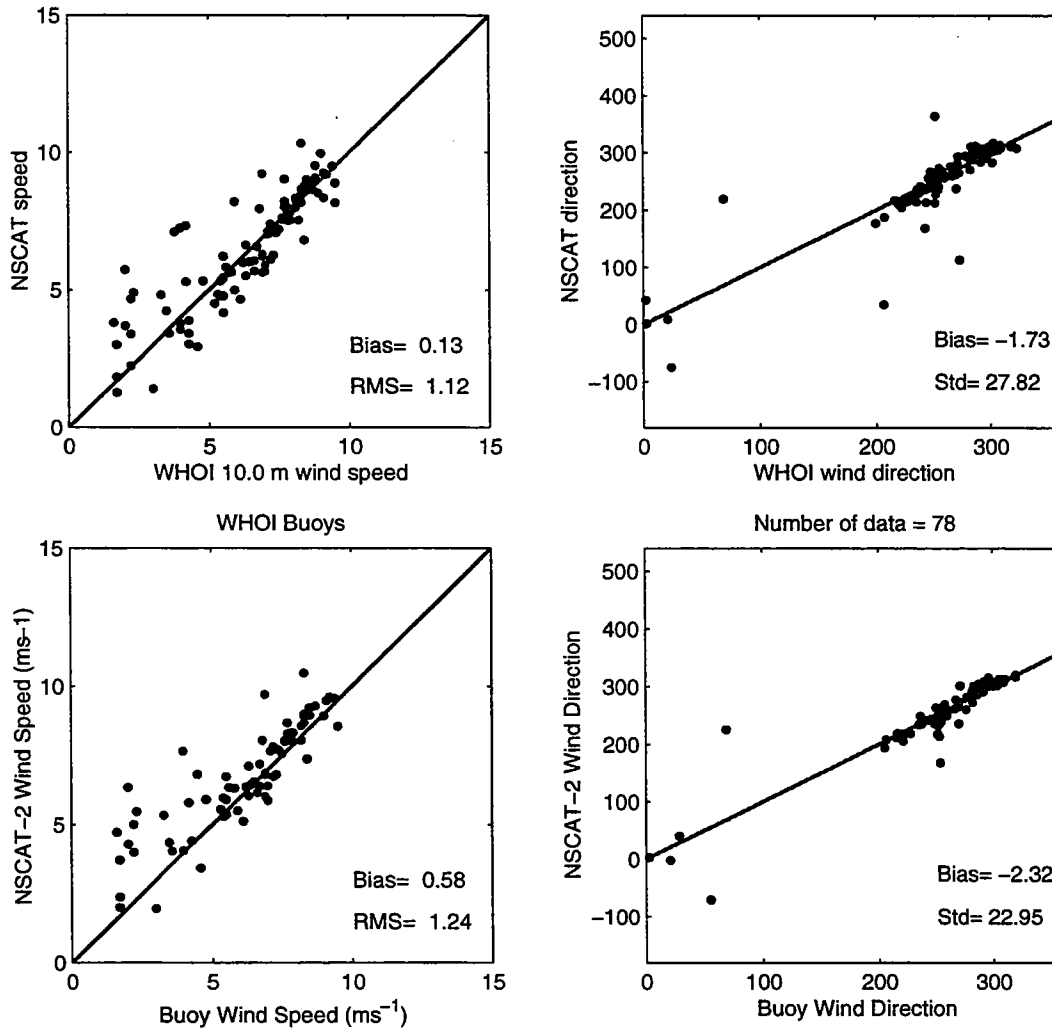 15
10
5
0
NSCAT speed
Bias= 0.13
RMS= 1.12
0 5 10 15
WHOI 10.0 m wind speed
500
400
300
200
100
0
−100
NSCAT direction
Bias= −1.73
Std= 27.82
0 100 200 300
WHOI wind direction
WHOI Buoys
Number of data = 78
15
10
5
0
NSCAT−2 Wind Speed (ms−1)
Bias= 0.58
RMS= 1.24
0 5 10 15
Buoy Wind Speed (ms⁻¹)
500
400
300
200
100
0
−100
NSCAT−2 Wind Direction
Bias= −2.32
Std= 22.95
0 100 200 300
Buoy Wind Direction